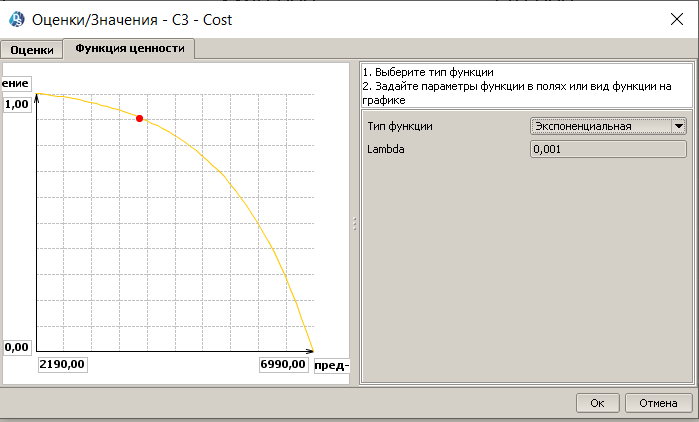 Оценки/Значения - C3 - Cost
Оценки
Функция ценности
ение
1,00
0,00
2190,00
6990,00
пред-
1. Выберите тип функции
2. Задайте параметры функции в полях или вид функции на
графике
Тип функции
Экспоненциальная
Lambda
0,001
Ок
Отмена